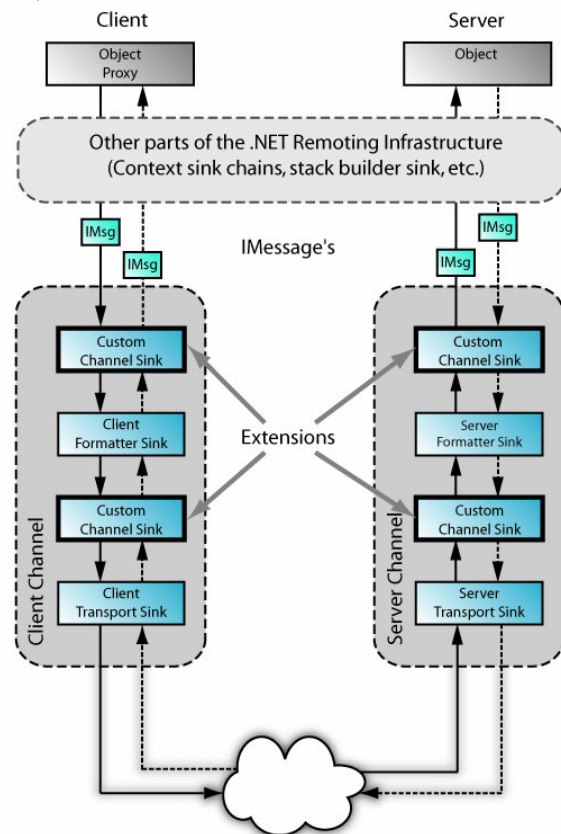 Client
Server
Object
Proxy
Object
Other parts of the .NET Remoting Infrastructure
(Context sink chains, stack builder sink, etc.)
IMsg
IMsg
IMessage's
IMsg
IMsg
Custom
Channel Sink
Client
Formatter Sink
Custom
Channel Sink
Client
Transport Sink
Client Channel
Extensions
Custom
Channel Sink
Server
Formatter Sink
Custom
Channel Sink
Server
Transport Sink
Server Channel